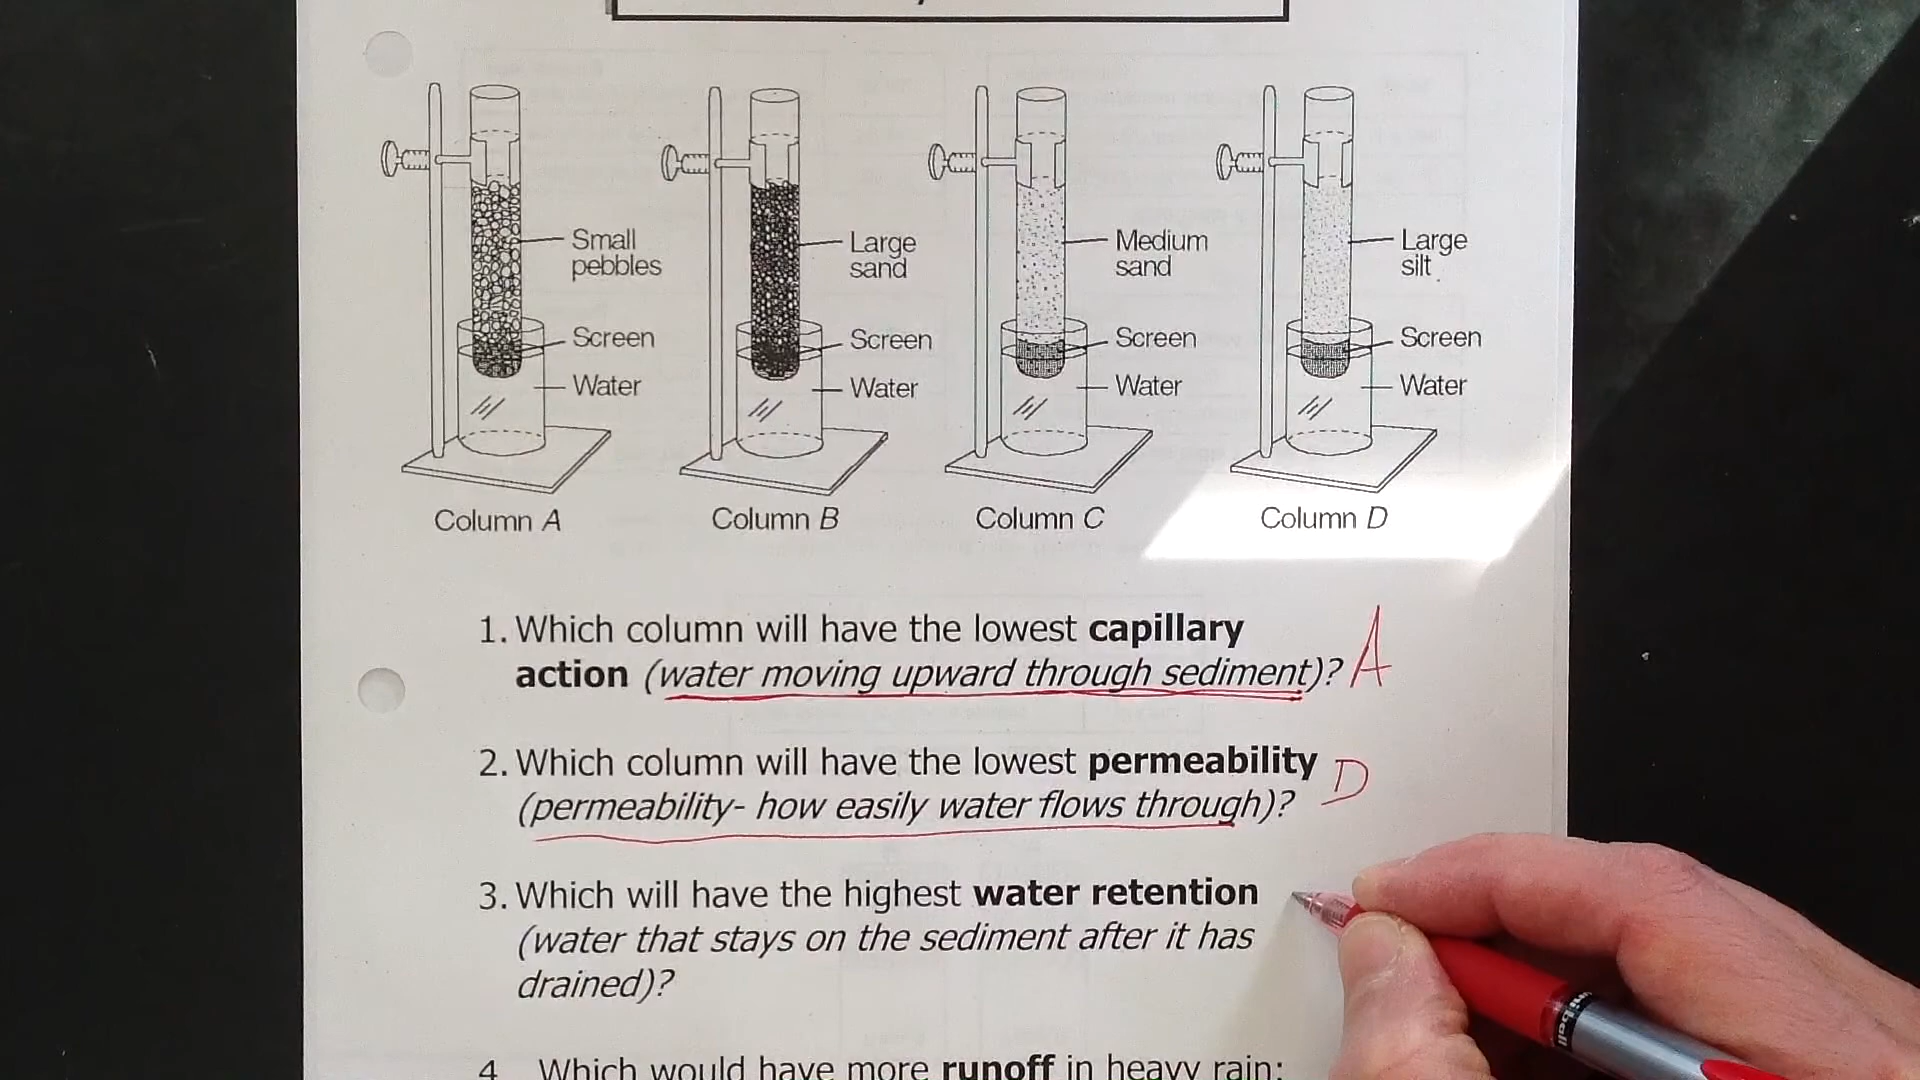 Small
pebbles
Screen
Water
Column A
Large
sand
Screen
Water
Column B
Medium
sand
Screen
Water
Column C
Large
silt
Screen
Water
Column D
1. Which column will have the lowest capillary
action (water moving upward through sediment)? A
2. Which column will have the lowest permeability
(permeability- how easily water flows through)? D
3. Which will have the highest water retention
(water that stays on the sediment after it has
drained)?
4 Which would have more runoff in heavy rain:
uni-ball